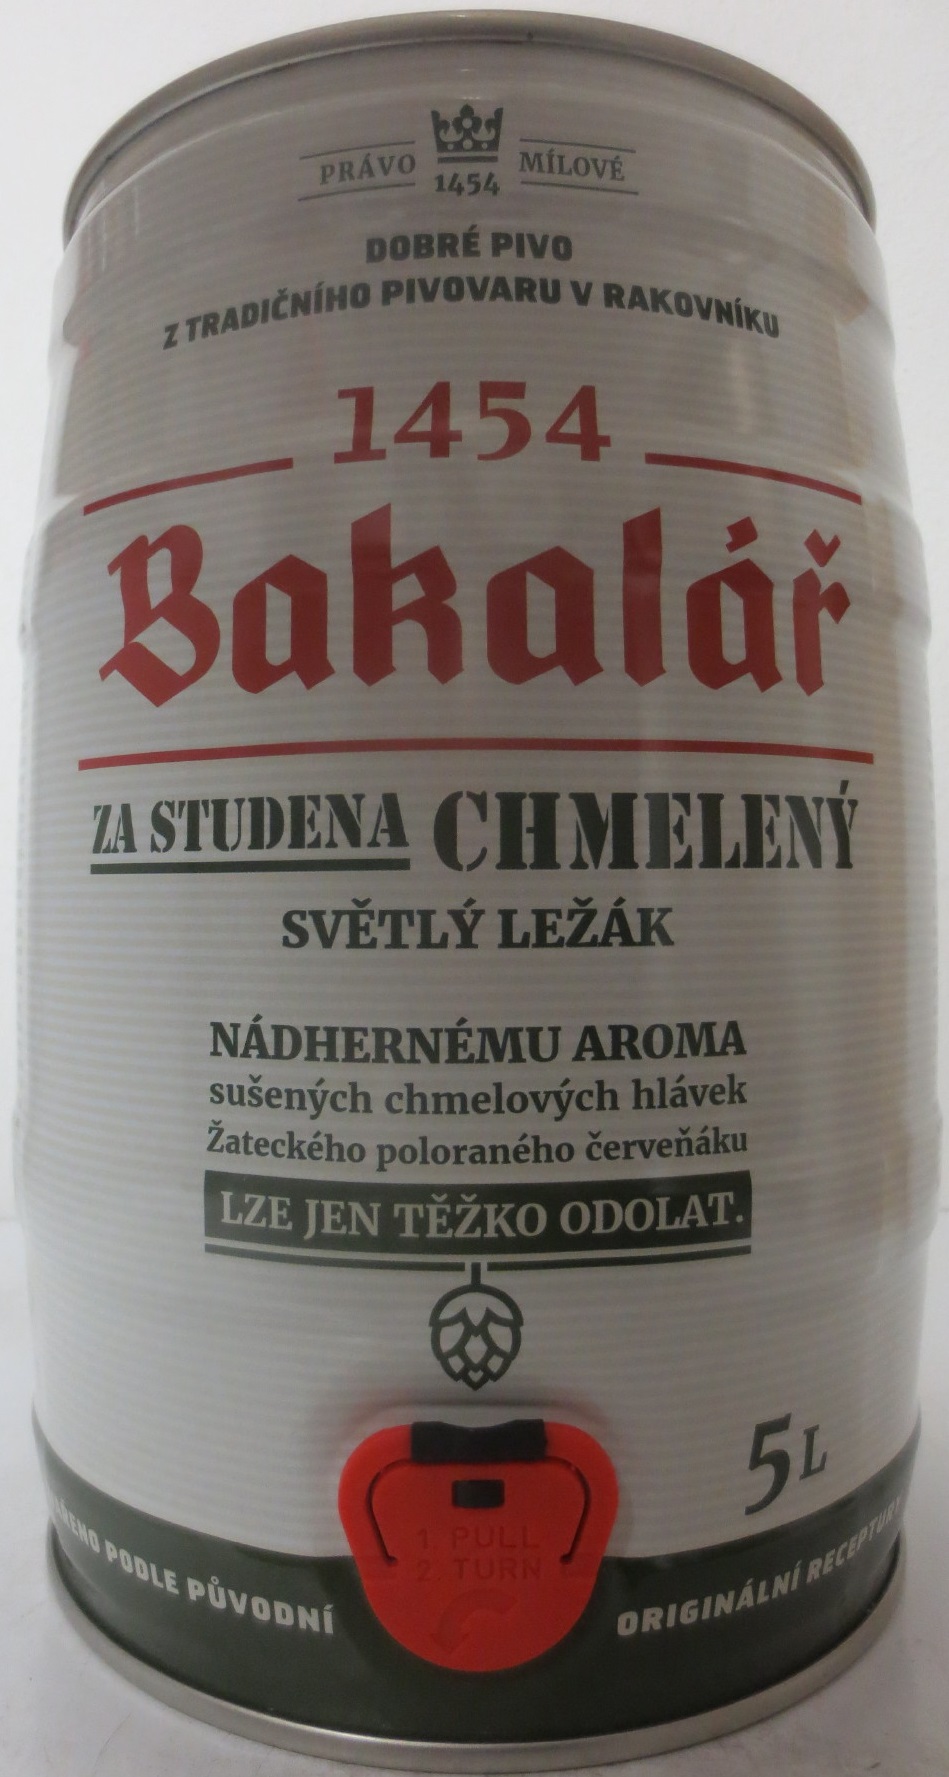 PRÁVO 1454 MÍLOVÉ
DOBRÉ PIVO
Z TRADIČNÍHO PIVOVARU V RAKOVNÍKU
1454
Bakalář
ZA STUDENA CHMELENÝ
SVĚTLÝ LEŽÁK
NÁDHERNÉMU AROMA
sušených chmelových hlávek
Žateckého poloraného červeňáku
LZE JEN TĚŽKO ODOLAT.
5L
1. PULL
2. TURN
PODLE PŮVODNÍ
ORIGINÁLNÍ RECEPTURY